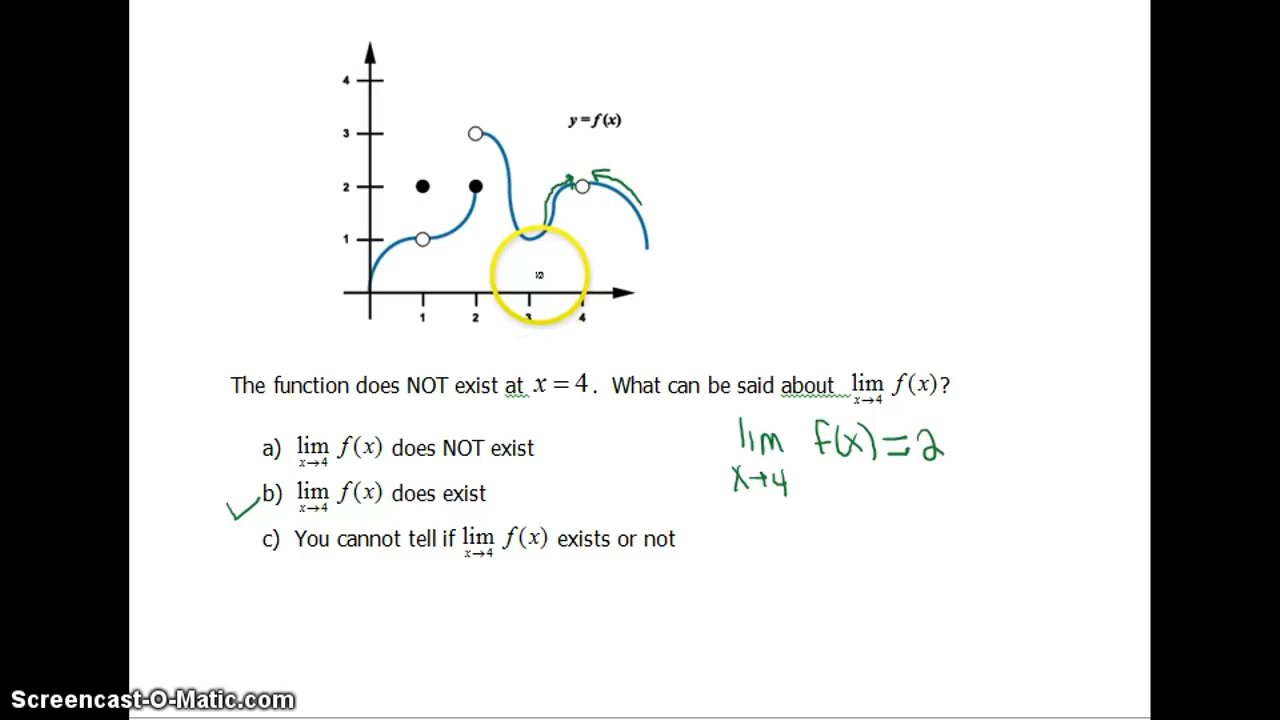 4
3
y = f(x)
2
1
1 2 3 4
The function does NOT exist at x = 4. What can be said about lim x→4 f(x)?
lim x→4 f(x) = 2
a) lim x→4 f(x) does NOT exist
b) lim x→4 f(x) does exist
c) You cannot tell if lim x→4 f(x) exists or not
Screencast-O-Matic.com